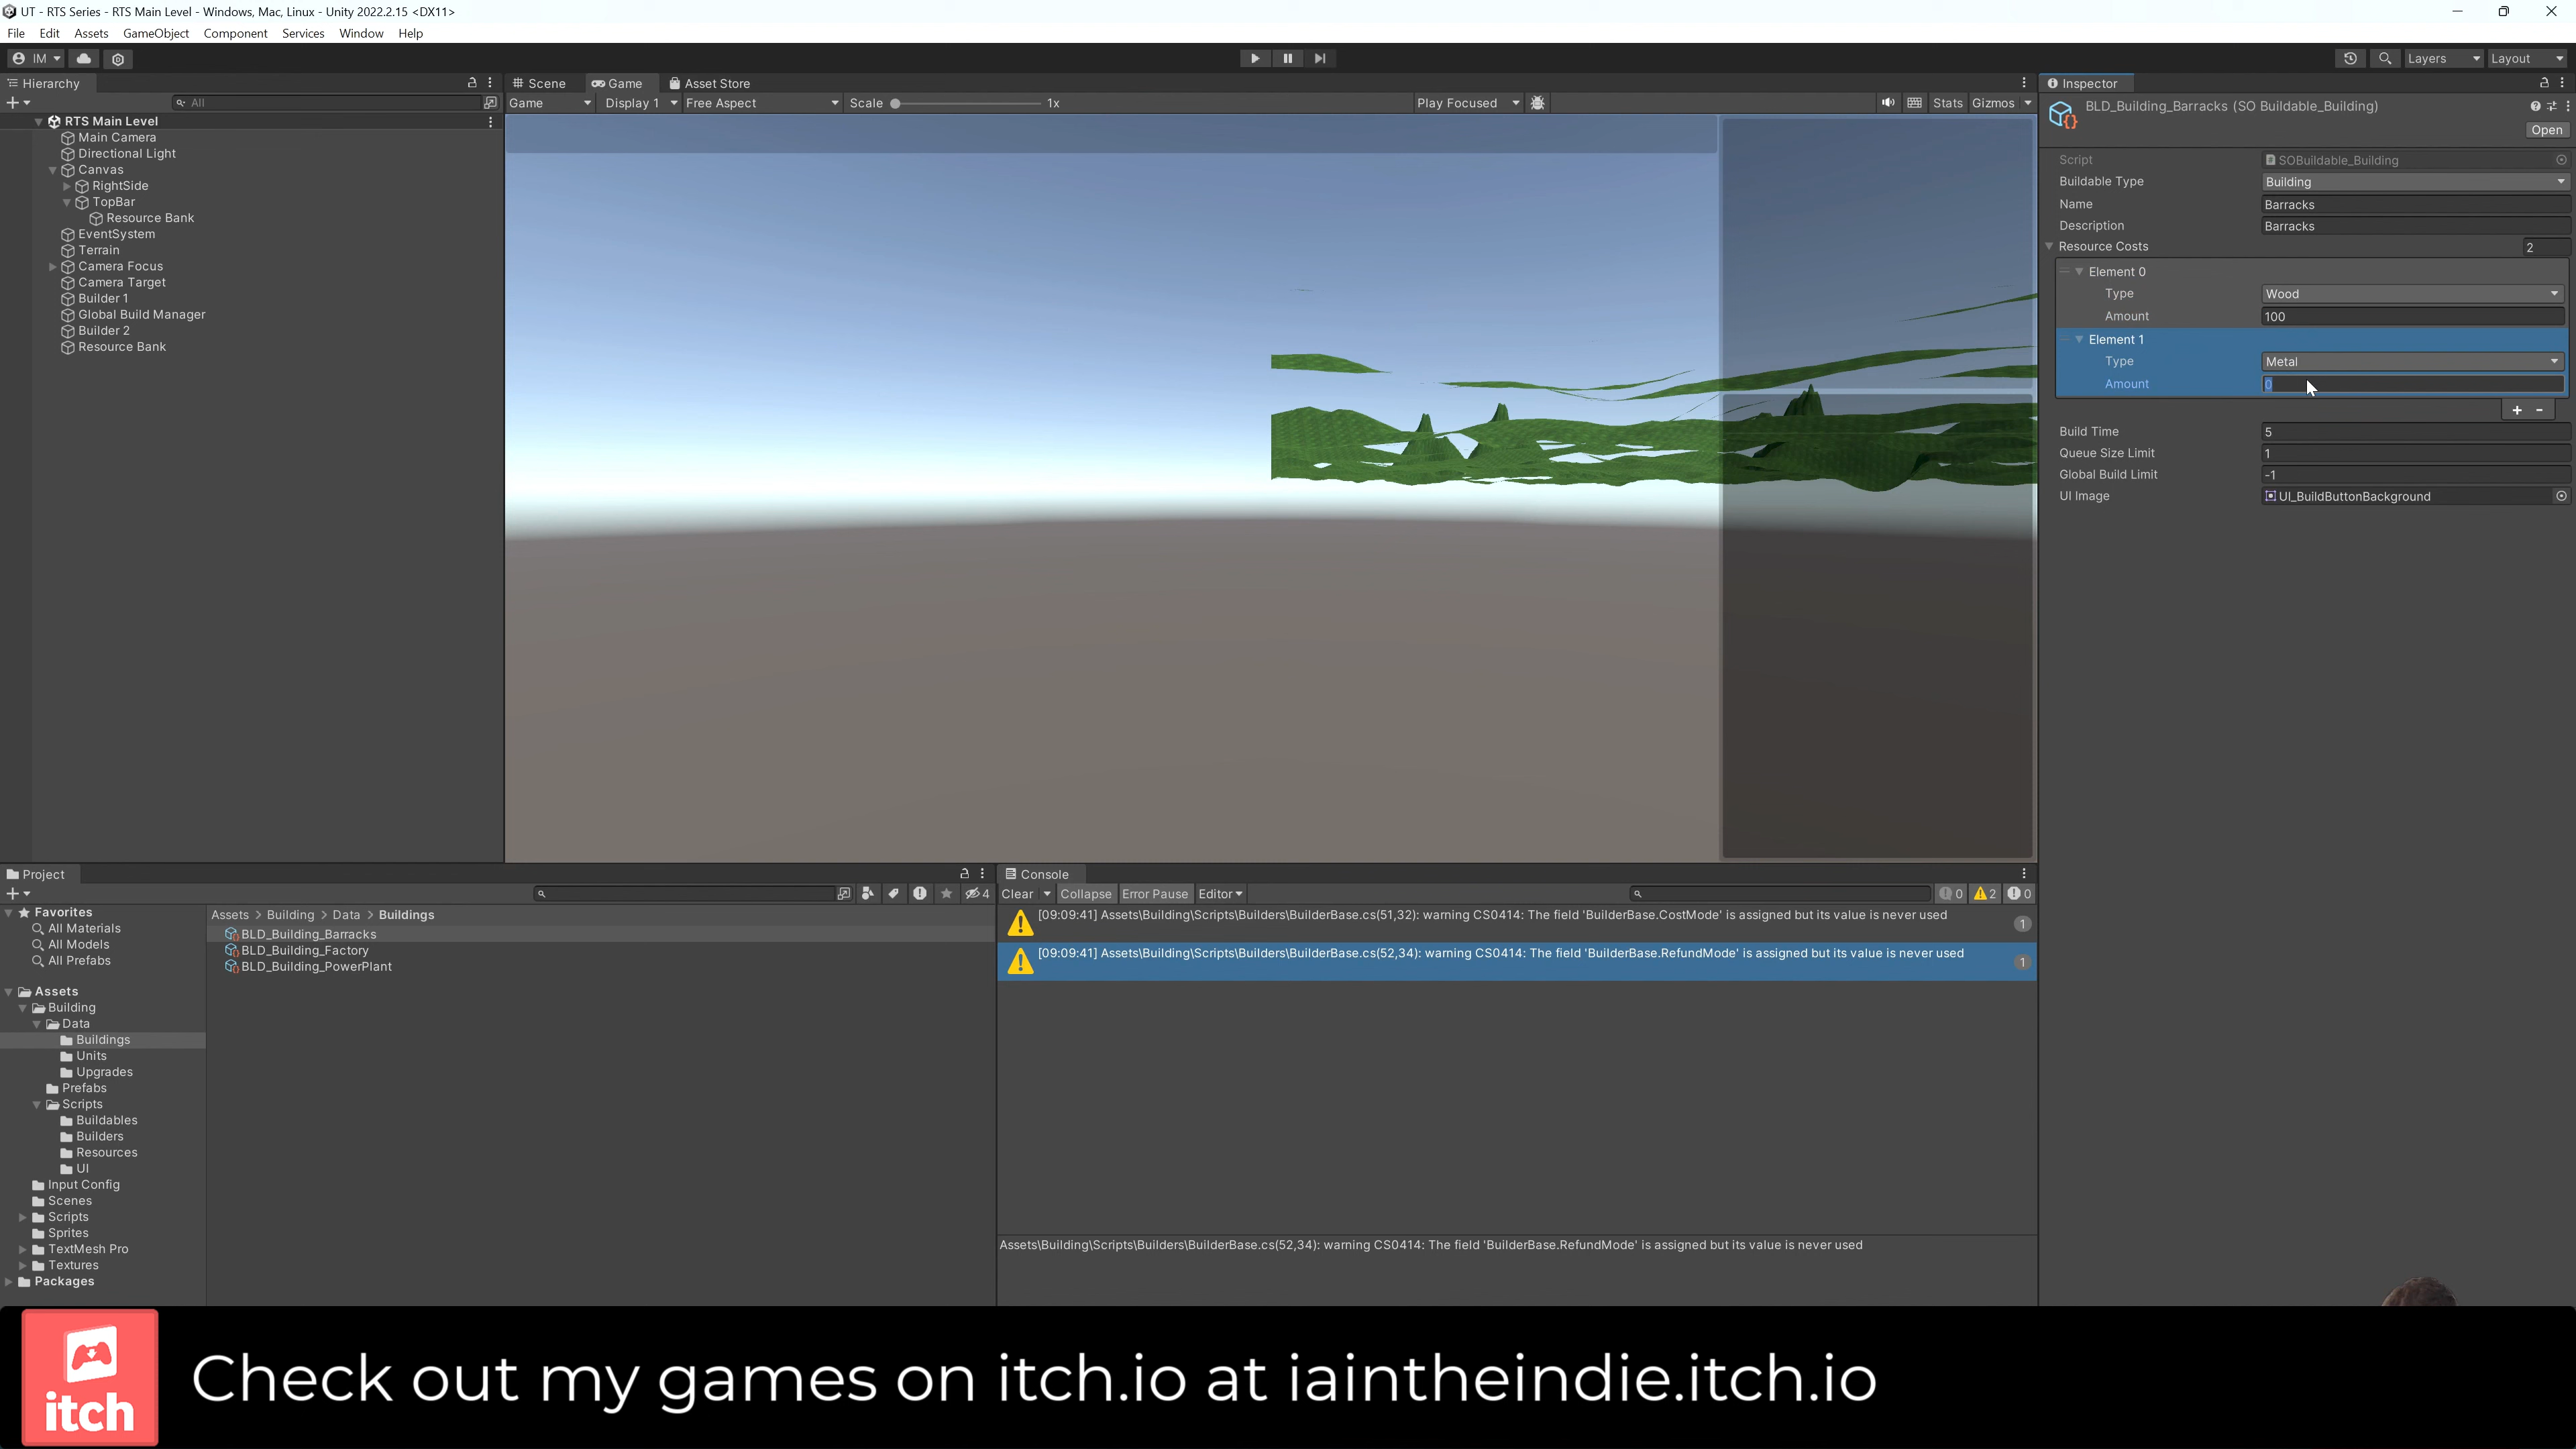 UT - RTS Series - RTS Main Level - Windows, Mac, Linux - Unity 2022.2.15 <DX11>
File Edit Assets GameObject Component Services Window Help
IM Layers Layout
Hierarchy
All
RTS Main Level
Main Camera
Directional Light
Canvas
RightSide
TopBar
Resource Bank
EventSystem
Terrain
Camera Focus
Camera Target
Builder 1
Global Build Manager
Builder 2
Resource Bank
Scene Game Asset Store
Game Display 1 Free Aspect Scale 1x Play Focused Stats Gizmos
Inspector
BLD_Building_Barracks (SO Buildable_Building)
Open
Script SOBuildable_Building
Buildable Type Building
Name Barracks
Description Barracks
Resource Costs 2
Element 0
Type Wood
Amount 100
Element 1
Type Metal
Amount 0
+ -
Build Time 5
Queue Size Limit 1
Global Build Limit -1
UI Image UI_BuildButtonBackground
Project
4
Favorites
All Materials
All Models
All Prefabs
Assets
Building
Data
Buildings
Units
Upgrades
Prefabs
Scripts
Buildables
Builders
Resources
UI
Input Config
Scenes
Scripts
Sprites
TextMesh Pro
Textures
Packages
Assets > Building > Data > Buildings
BLD_Building_Barracks
BLD_Building_Factory
BLD_Building_PowerPlant
Console
Clear Collapse Error Pause Editor 0 2 0
[09:09:41] Assets\Building\Scripts\Builders\BuilderBase.cs(51,32): warning CS0414: The field 'BuilderBase.CostMode' is assigned but its value is never used
1
[09:09:41] Assets\Building\Scripts\Builders\BuilderBase.cs(52,34): warning CS0414: The field 'BuilderBase.RefundMode' is assigned but its value is never used
1
Assets\Building\Scripts\Builders\BuilderBase.cs(52,34): warning CS0414: The field 'BuilderBase.RefundMode' is assigned but its value is never used
itch
Check out my games on itch.io at iaintheindie.itch.io